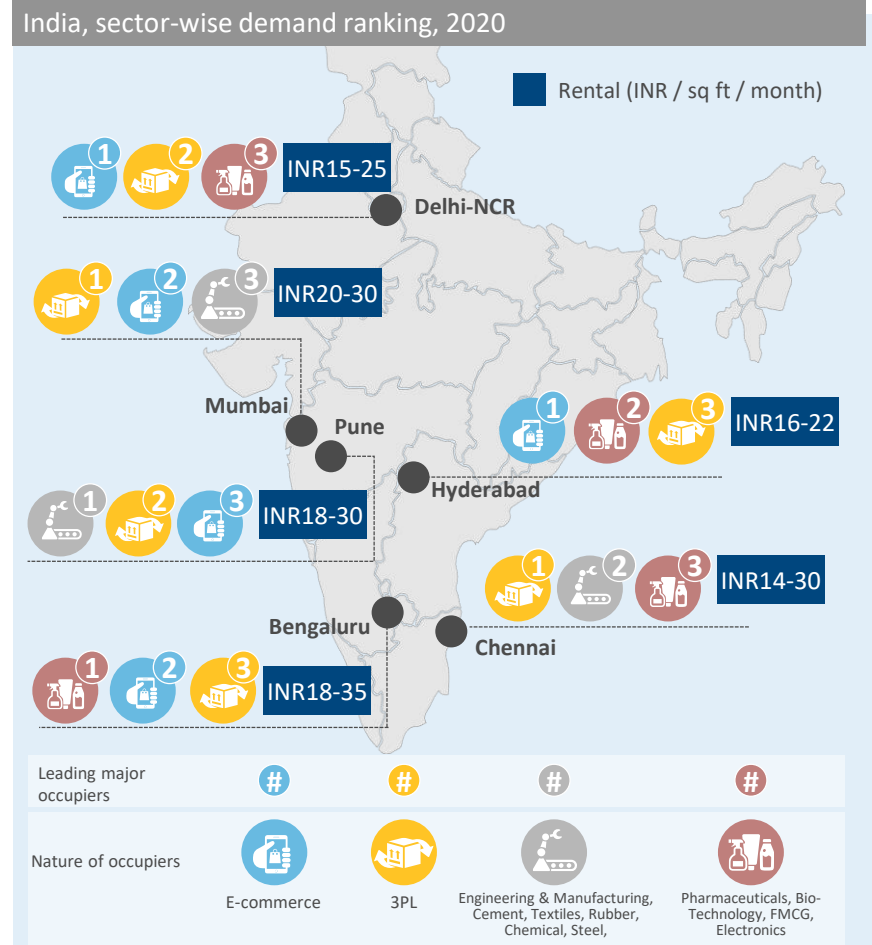 India, sector-wise demand ranking, 2020
Rental (INR / sq ft / month)
1 2 3 INR15-25
Delhi-NCR
1 2 3 INR20-30
Mumbai
Pune
1 2 3 INR16-22
Hyderabad
1 2 3 INR18-30
1 2 3 INR14-30
Bengaluru
Chennai
1 2 3 INR18-35
Leading major
occupiers
# # # #
Nature of occupiers
E-commerce
3PL
Engineering & Manufacturing,
Cement, Textiles, Rubber,
Chemical, Steel,
Pharmaceuticals, Bio-
Technology, FMCG,
Electronics